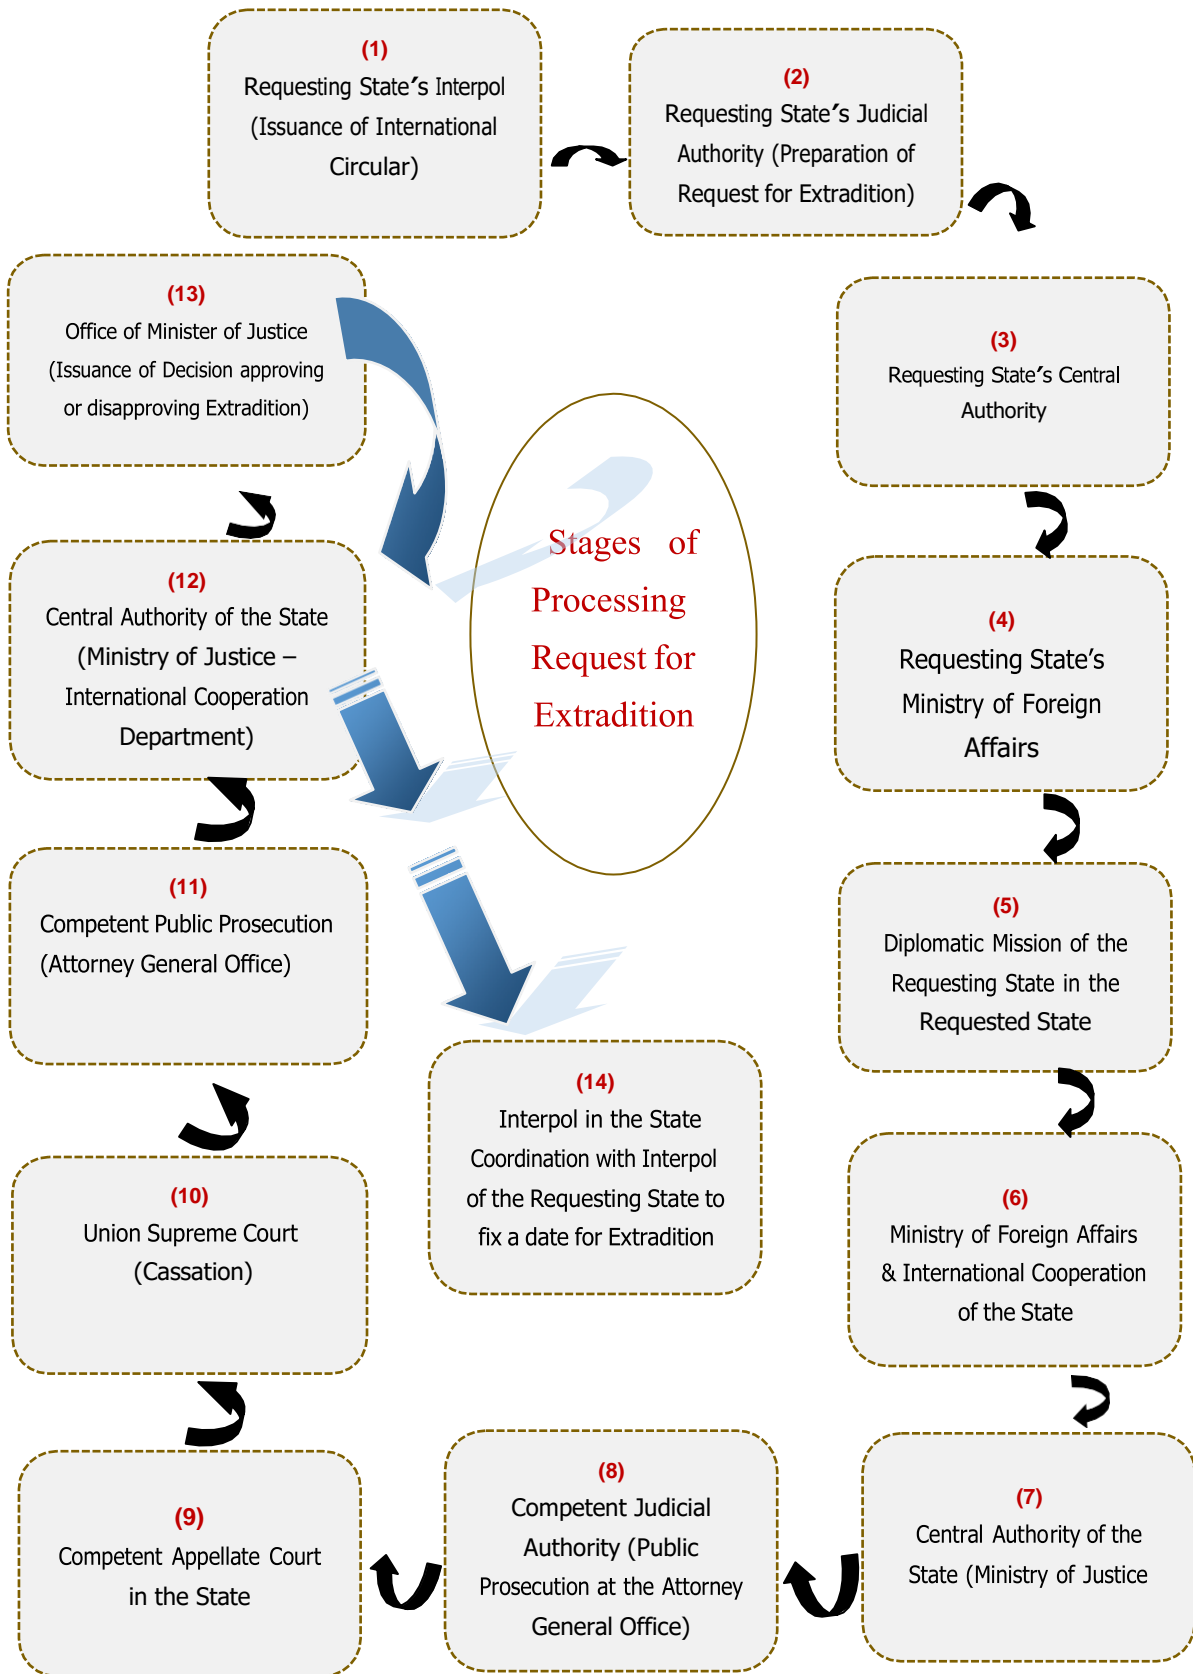 (1)
Requesting State′s Interpol
(Issuance of International
Circular)
(2)
Requesting State′s Judicial
Authority (Preparation of
Request for Extradition)
(3)
Requesting State′s Central
Authority
(4)
Requesting State’s
Ministry of Foreign
Affairs
(5)
Diplomatic Mission of the
Requesting State in the
Requested State
(6)
Ministry of Foreign Affairs
& International Cooperation
of the State
(7)
Central Authority of the
State (Ministry of Justice
(8)
Competent Judicial
Authority (Public
Prosecution at the Attorney
General Office)
(9)
Competent Appellate Court
in the State
(10)
Union Supreme Court
(Cassation)
(11)
Competent Public Prosecution
(Attorney General Office)
(12)
Central Authority of the State
(Ministry of Justice –
International Cooperation
Department)
(13)
Office of Minister of Justice
(Issuance of Decision approving
or disapproving Extradition)
(14)
Interpol in the State
Coordination with Interpol
of the Requesting State to
fix a date for Extradition
Stages of
Processing
Request for
Extradition